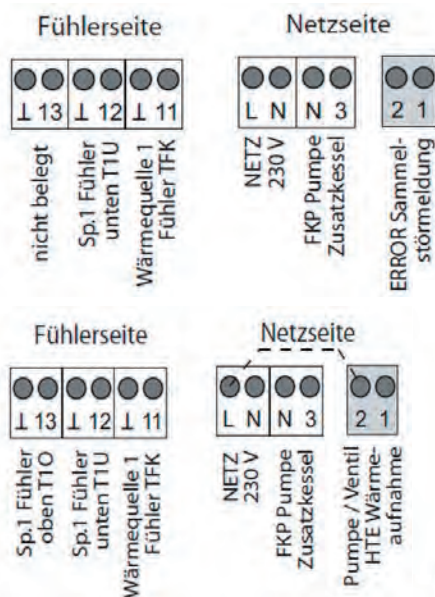 Fühlerseite
Netzseite
⊥ 13 ⊥ 12 ⊥ 11
L N N 3 2 1
nicht belegt
Sp.1 Fühler
unten T1U
Wärmequelle 1
Fühler TFK
NETZ
230 V
FKP Pumpe
Zusatzkessel
ERROR Sammel-
störmeldung
Fühlerseite
Netzseite
⊥ 13 ⊥ 12 ⊥ 11
L N N 3 2 1
Sp.1 Fühler
oben T1O
Sp.1 Fühler
unten T1U
Wärmequelle 1
Fühler TFK
NETZ
230 V
FKP Pumpe
Zusatzkessel
Pumpe / Ventil
HTE Wärme-
aufnahme